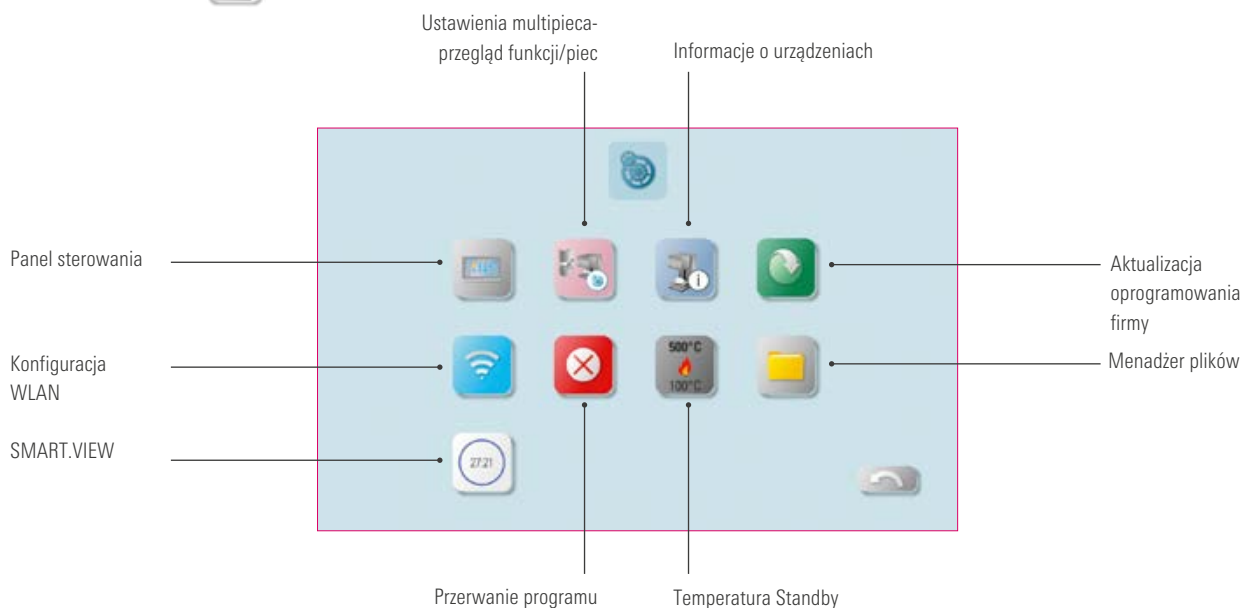 Ustawienia multipieca-
przegląd funkcji/piec
Informacje o urządzeniach
Panel sterowania
Aktualizacja
oprogramowania
firmy
Konfiguracja
WLAN
500°C
100°C
Menadżer plików
SMART.VIEW
27:21
Przerwanie programu
Temperatura Standby